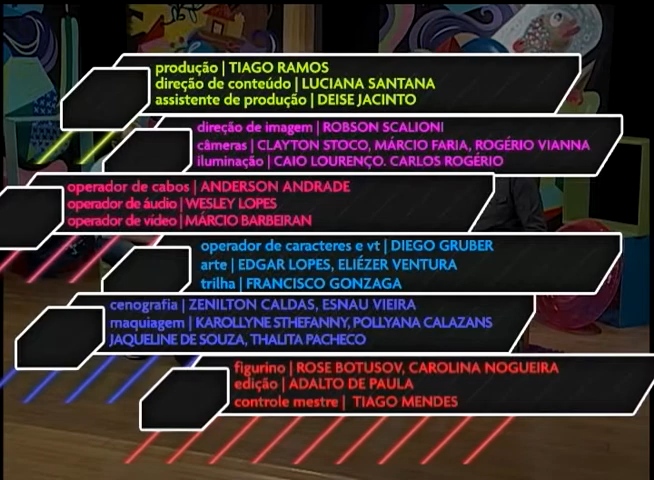 produção | TIAGO RAMOS
direção de conteúdo | LUCIANA SANTANA
assistente de produção | DEISE JACINTO
direção de imagem | ROBSON SCALIONI
câmeras | CLAYTON STOCO, MÁRCIO FARIA, ROGÉRIO VIANNA
iluminação | CAIO LOURENÇO. CARLOS ROGÉRIO
operador de cabos | ANDERSON ANDRADE
operador de áudio | WESLEY LOPES
operador de vídeo | MÁRCIO BARBEIRAN
operador de caracteres e vt | DIEGO GRUBER
arte | EDGAR LOPES, ELIÉZER VENTURA
trilha | FRANCISCO GONZAGA
cenografia | ZENILTON CALDAS, ESNAU VIEIRA
maquiagem | KAROLLYNE STHEFANNY, POLLYANA CALAZANS
JAQUELINE DE SOUZA, THALITA PACHECO
figurino | ROSE BOTUSOV, CAROLINA NOGUEIRA
edição | ADALTO DE PAULA
controle mestre | TIAGO MENDES